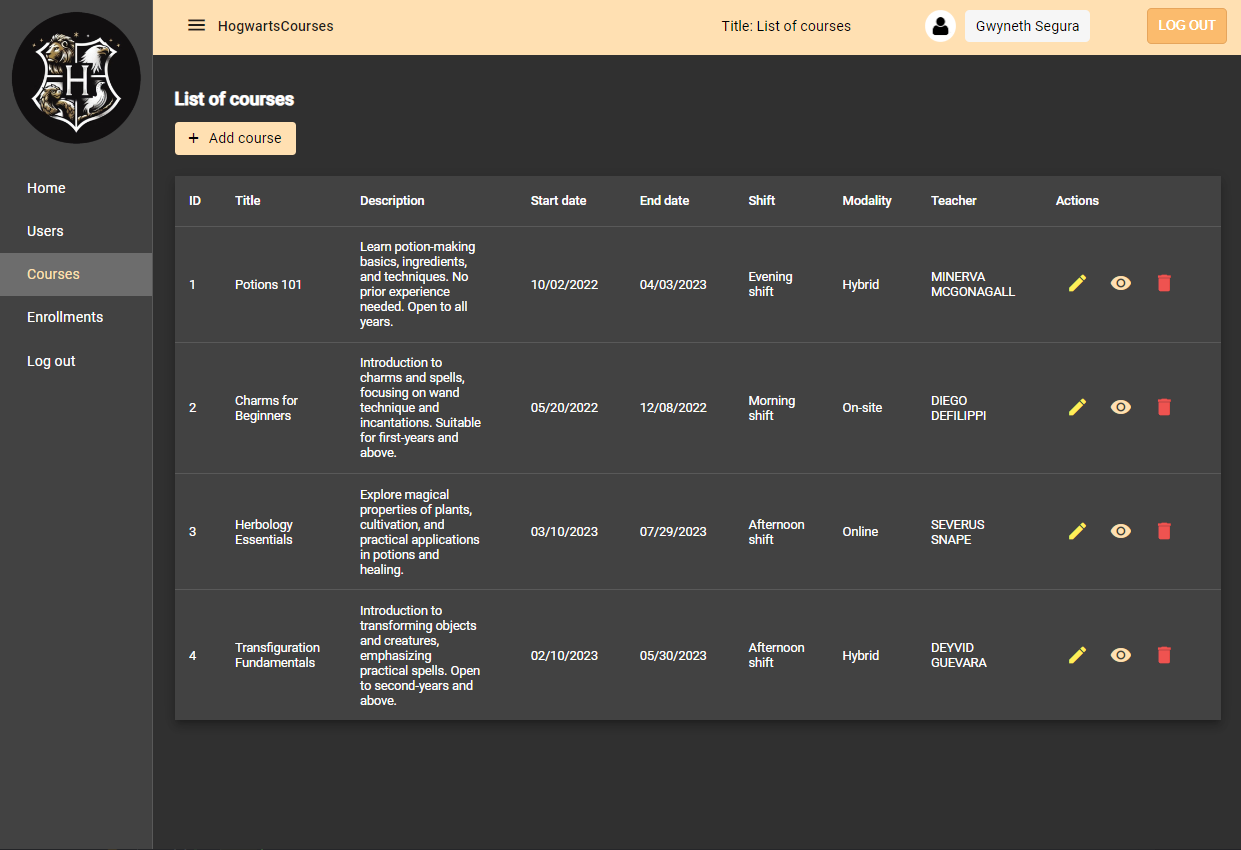 H
HogwartsCourses
Title: List of courses
Gwyneth Segura
LOG OUT
Home
Users
Courses
Enrollments
Log out
List of courses
+ Add course
ID Title Description Start date End date Shift Modality Teacher Actions
Learn potion-making
basics, ingredients,
and techniques. No
prior experience
needed. Open to all
years.
1 Potions 101 10/02/2022 04/03/2023
Evening
shift
Hybrid
MINERVA
MCGONAGALL
2
Charms for
Beginners
Introduction to
charms and spells,
focusing on wand
technique and
incantations. Suitable
for first-years and
above.
05/20/2022 12/08/2022
Morning
shift
On-site
DIEGO
DEFILIPPI
3
Herbology
Essentials
Explore magical
properties of plants,
cultivation, and
practical applications
in potions and
healing.
03/10/2023 07/29/2023
Afternoon
shift
Online
SEVERUS
SNAPE
4
Transfiguration
Fundamentals
Introduction to
transforming objects
and creatures,
emphasizing
practical spells. Open
to second-years and
above.
02/10/2023 05/30/2023
Afternoon
shift
Hybrid
DEYVID
GUEVARA